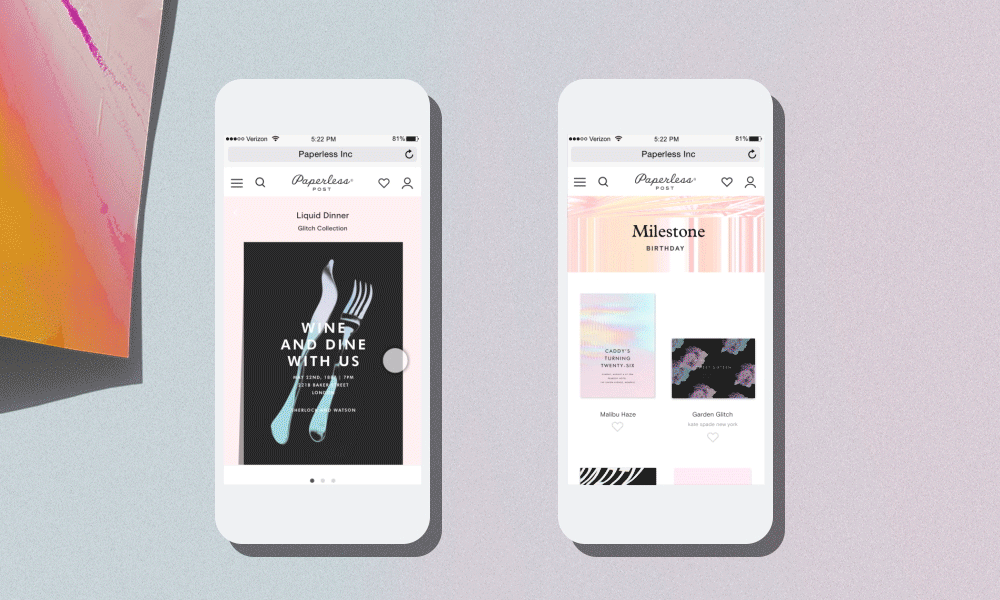 Verizon 5:22 PM 81%
Paperless Inc
Paperless
POST
Liquid Dinner
Glitch Collection
WINE
AND DINE
WITH US
MAY 22ND, 1886 | 7PM
221B BAKER STREET
LONDON
SHERLOCK AND WATSON
Verizon 5:22 PM 81%
Paperless Inc
Paperless
POST
Milestone
BIRTHDAY
CADDY'S
TURNING
TWENTY-SIX
Malibu Haze
Garden Glitch
kate spade new york